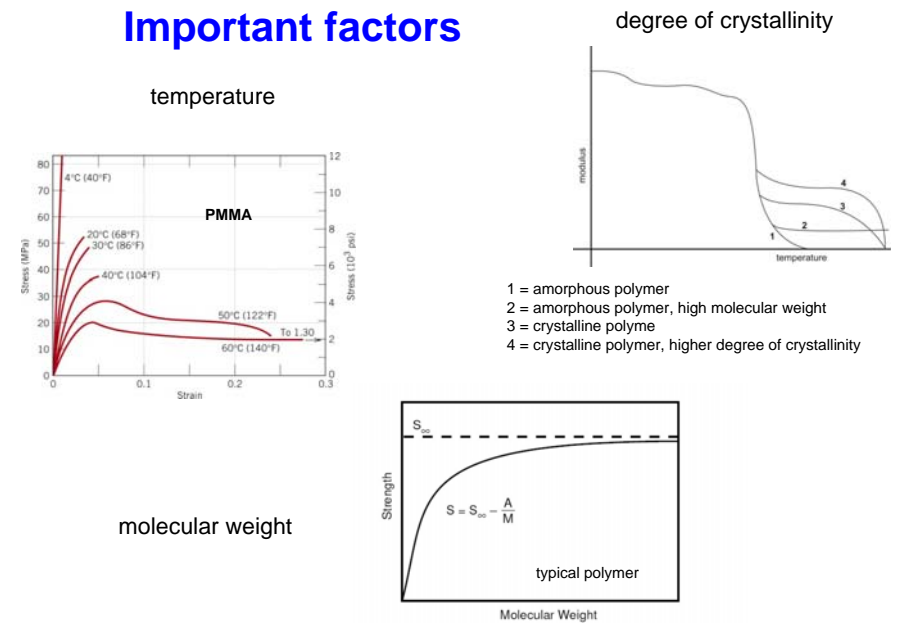 Important factors
degree of crystallinity
temperature
modulus
4
3
2
1
temperature
80
70
60
50
40
30
20
10
0
Stress (MPa)
4°C (40°F)
PMMA
20°C (68°F)
30°C (86°F)
40°C (104°F)
50°C (122°F)
To 1.30
60°C (140°F)
12
10
8
6
4
2
0
Stress (10³ psi)
0
0.1
0.2
0.3
Strain
1 = amorphous polymer
2 = amorphous polymer, high molecular weight
3 = crystalline polyme
4 = crystalline polymer, higher degree of crystallinity
molecular weight
S∞
Strength
S = S∞ – A/M
typical polymer
Molecular Weight